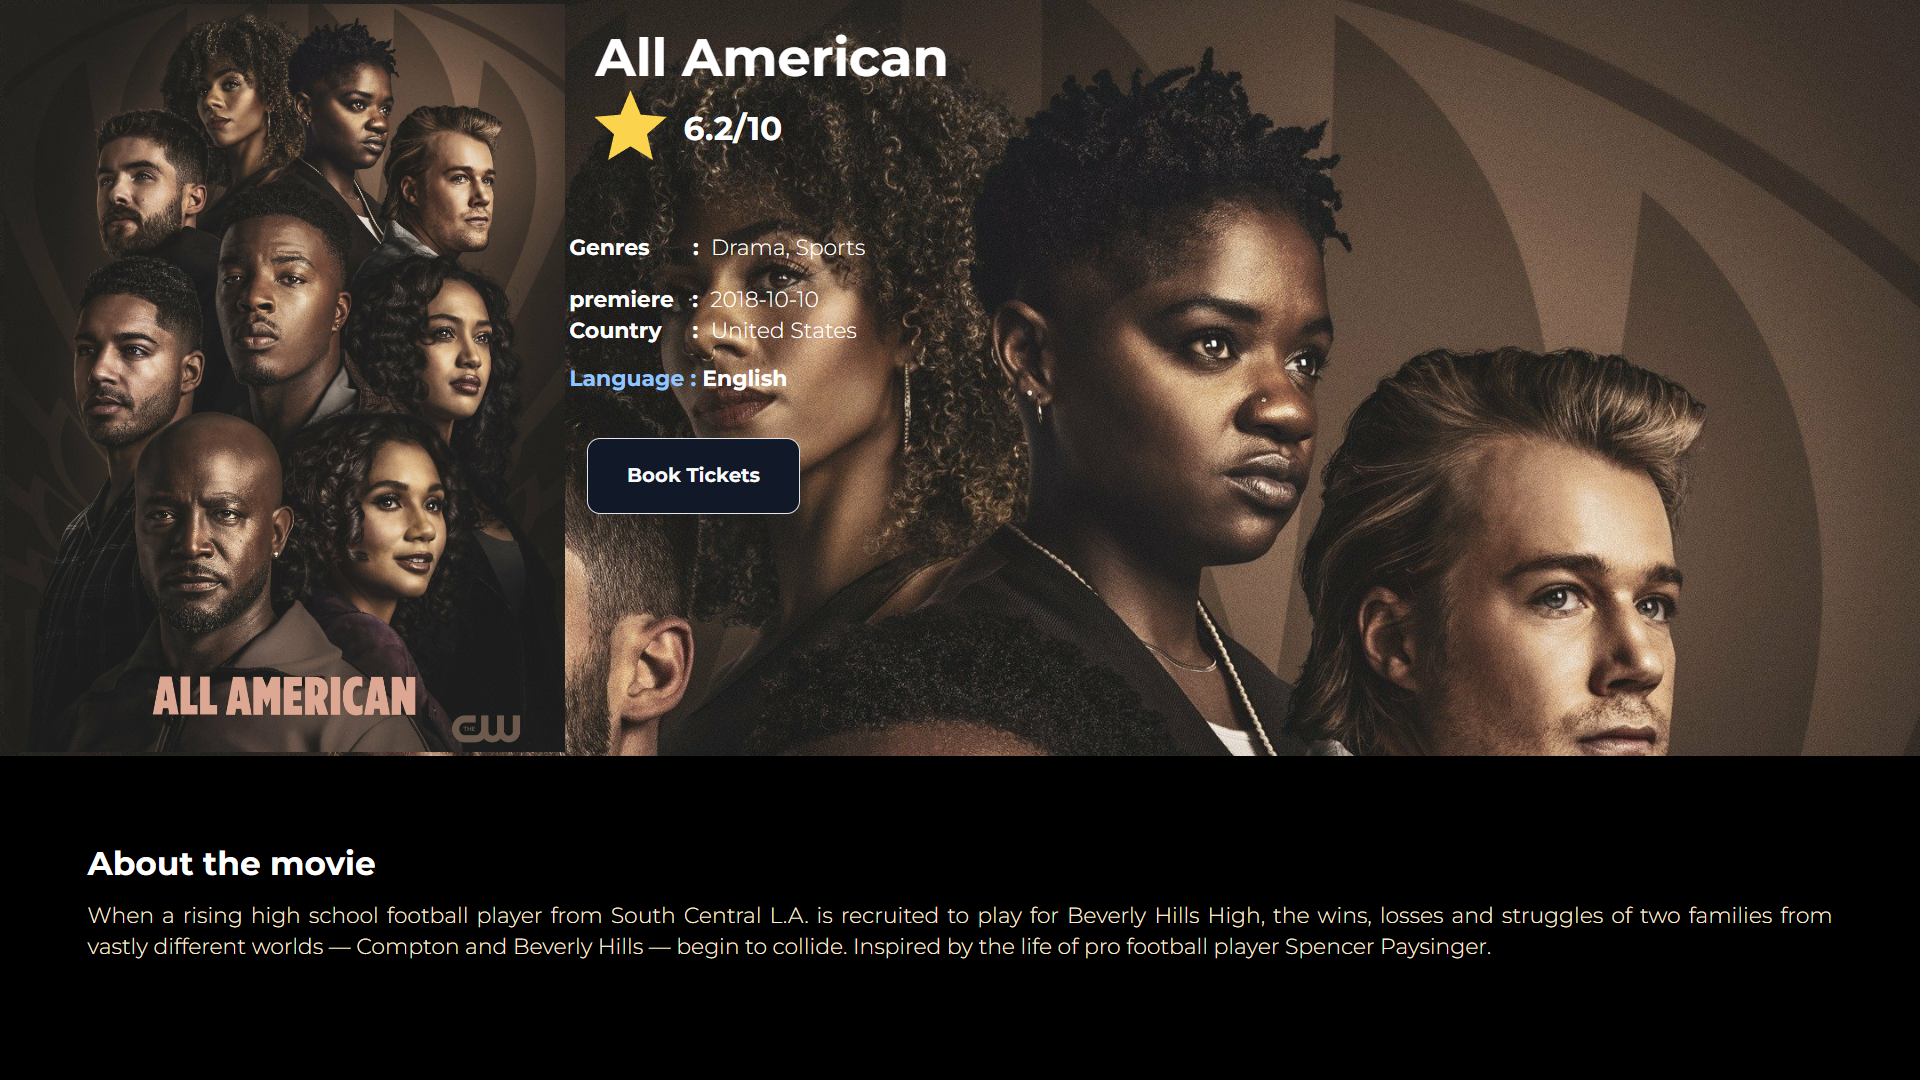 ALL AMERICAN
THE CW
All American
6.2/10
Genres : Drama, Sports
premiere : 2018-10-10
Country : United States
Language : English
Book Tickets
About the movie
When a rising high school football player from South Central L.A. is recruited to play for Beverly Hills High, the wins, losses and struggles of two families from
vastly different worlds — Compton and Beverly Hills — begin to collide. Inspired by the life of pro football player Spencer Paysinger.